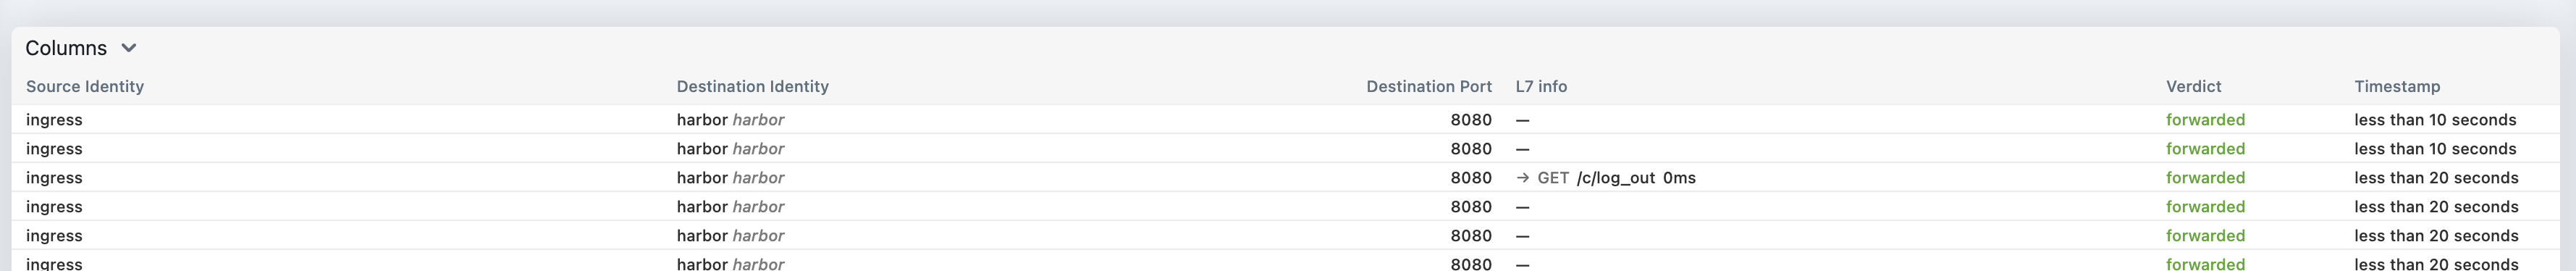 Columns
Source Identity Destination Identity Destination Port L7 info Verdict Timestamp
ingress harbor harbor 8080 — forwarded less than 10 seconds
ingress harbor harbor 8080 — forwarded less than 10 seconds
ingress harbor harbor 8080 → GET /c/log_out 0ms forwarded less than 20 seconds
ingress harbor harbor 8080 — forwarded less than 20 seconds
ingress harbor harbor 8080 — forwarded less than 20 seconds
ingress harbor harbor 8080 — forwarded less than 20 seconds